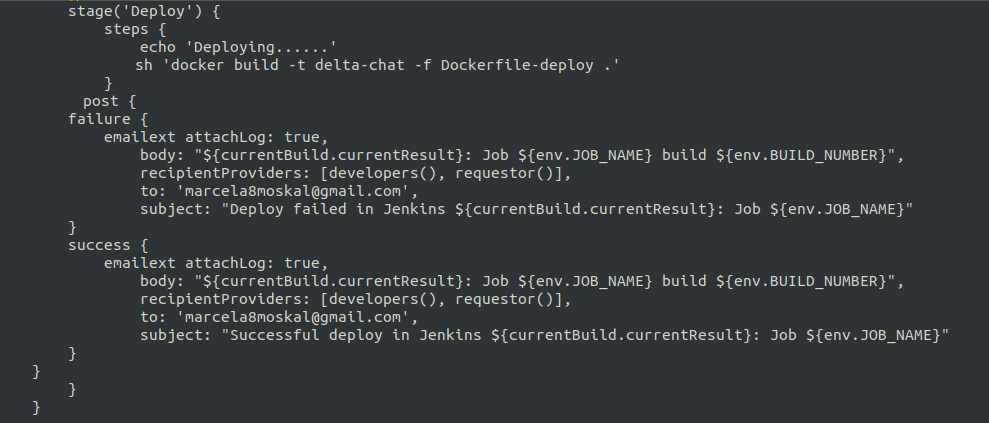 stage('Deploy') {
steps {
echo 'Deploying......'
sh 'docker build -t delta-chat -f Dockerfile-deploy .'
}
post {
failure {
emailext attachLog: true,
body: "${currentBuild.currentResult}: Job ${env.JOB_NAME} build ${env.BUILD_NUMBER}",
recipientProviders: [developers(), requestor()],
to: 'marcela8moskal@gmail.com',
subject: "Deploy failed in Jenkins ${currentBuild.currentResult}: Job ${env.JOB_NAME}"
}
success {
emailext attachLog: true,
body: "${currentBuild.currentResult}: Job ${env.JOB_NAME} build ${env.BUILD_NUMBER}",
recipientProviders: [developers(), requestor()],
to: 'marcela8moskal@gmail.com',
subject: "Successful deploy in Jenkins ${currentBuild.currentResult}: Job ${env.JOB_NAME}"
}
}
}
}